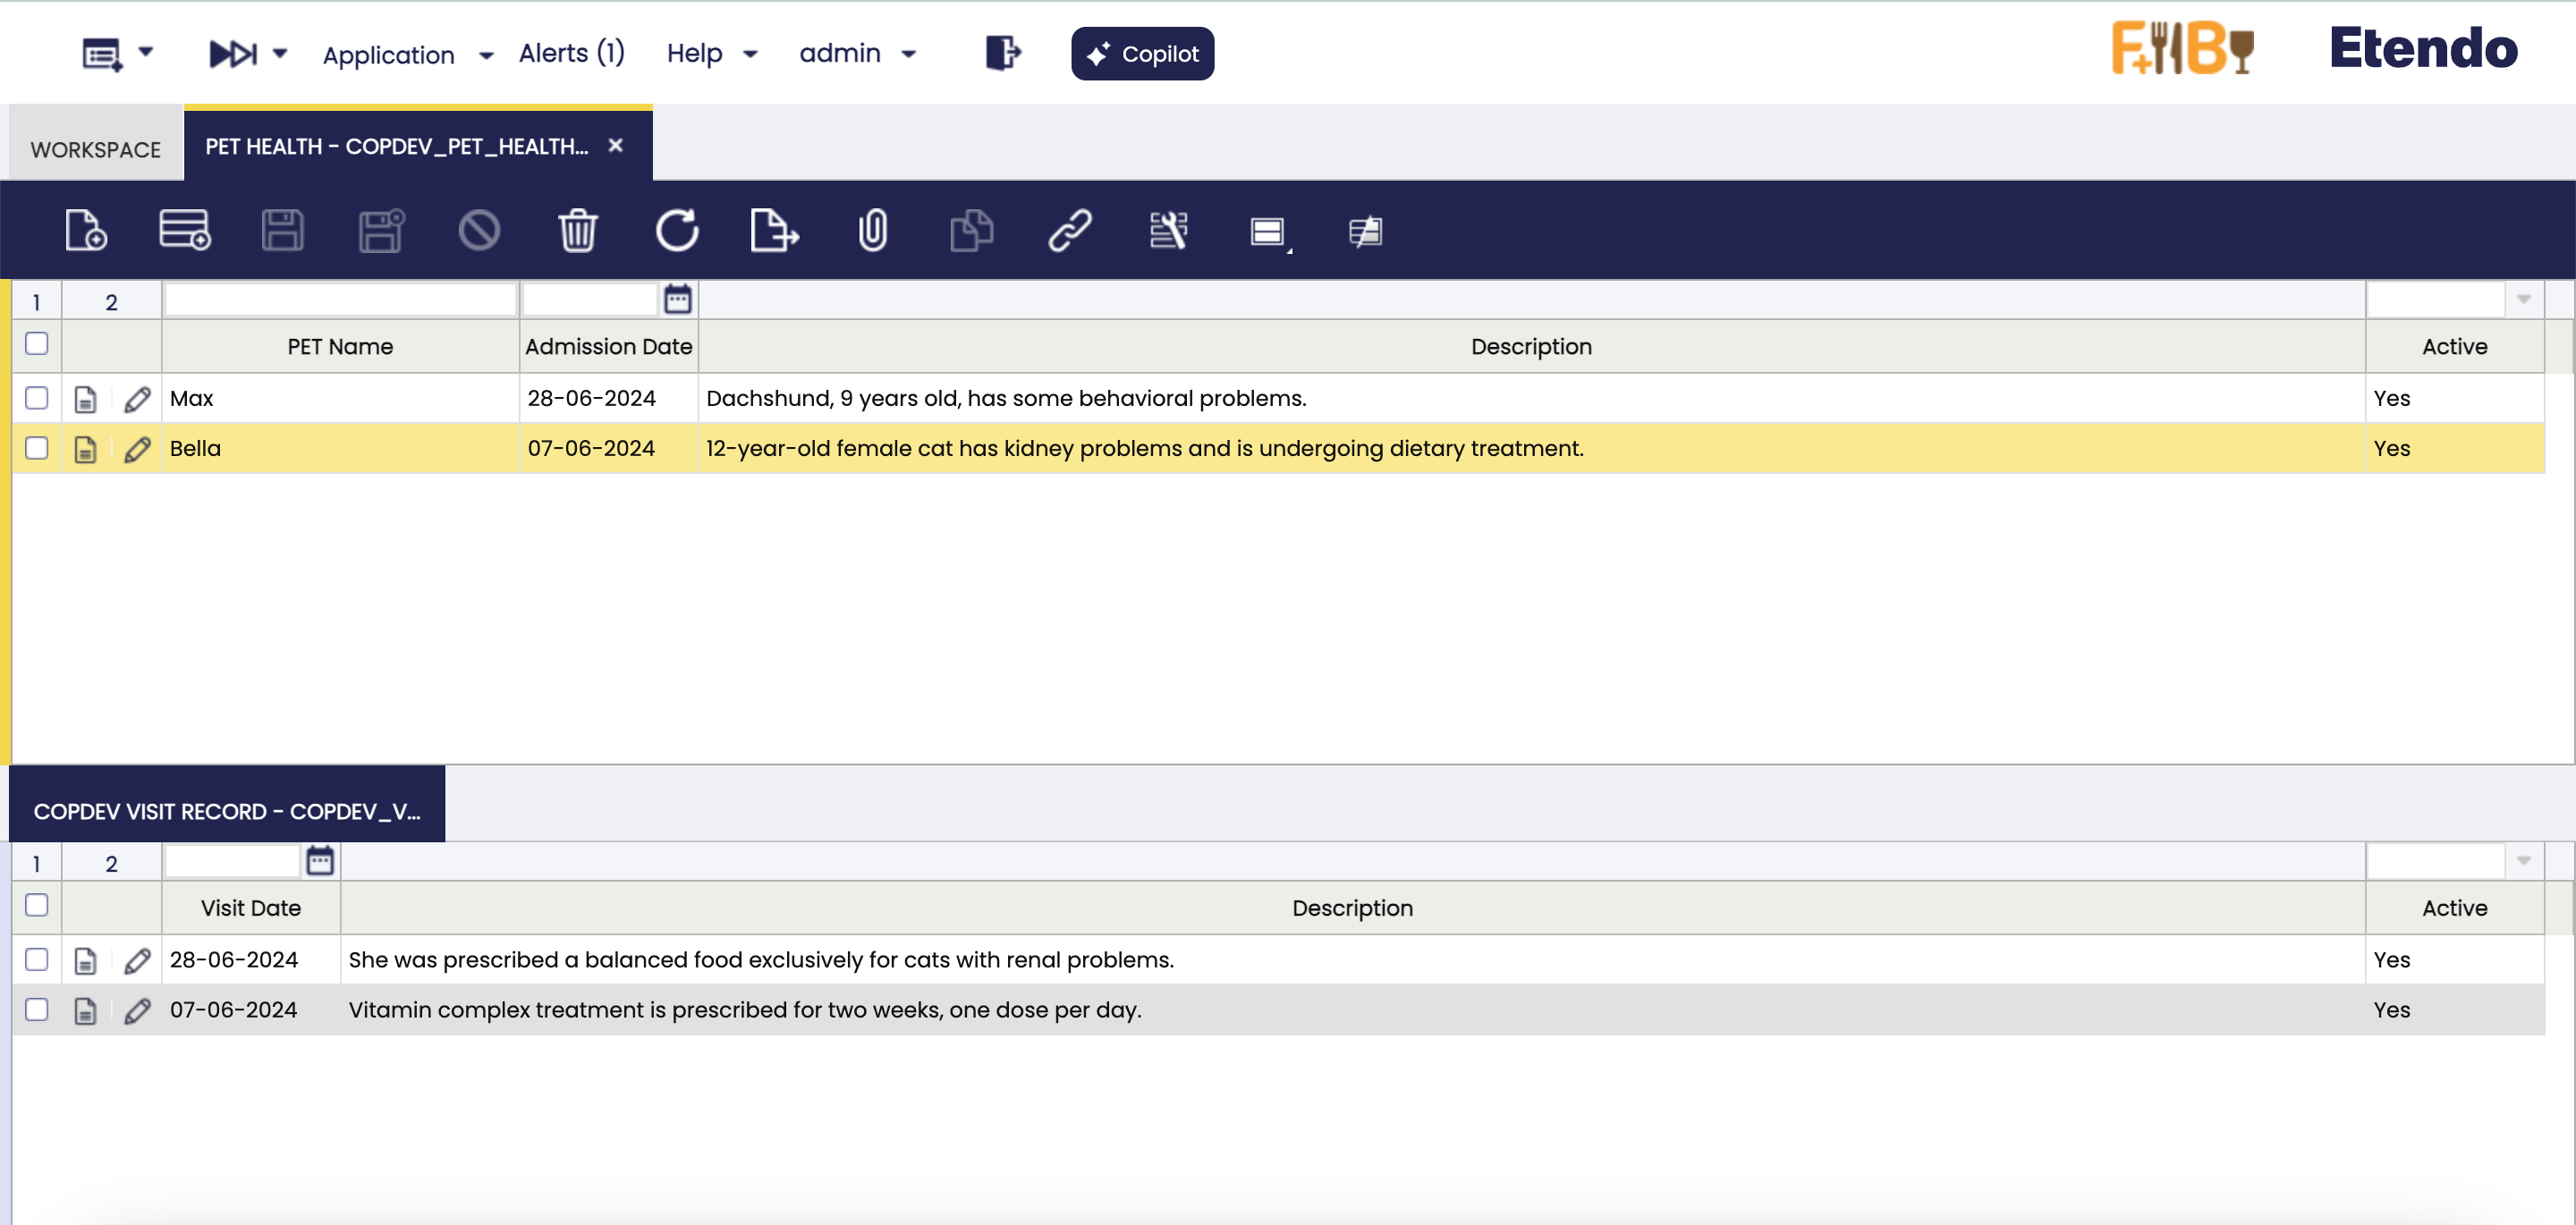 Application Alerts (1) Help admin Copilot F+B Etendo
WORKSPACE PET HEALTH - COPDEV_PET_HEALTH...
1 2
PET Name Admission Date Description Active
Max 28-06-2024 Dachshund, 9 years old, has some behavioral problems. Yes
Bella 07-06-2024 12-year-old female cat has kidney problems and is undergoing dietary treatment. Yes
COPDEV VISIT RECORD - COPDEV_V...
1 2
Visit Date Description Active
28-06-2024 She was prescribed a balanced food exclusively for cats with renal problems. Yes
07-06-2024 Vitamin complex treatment is prescribed for two weeks, one dose per day. Yes